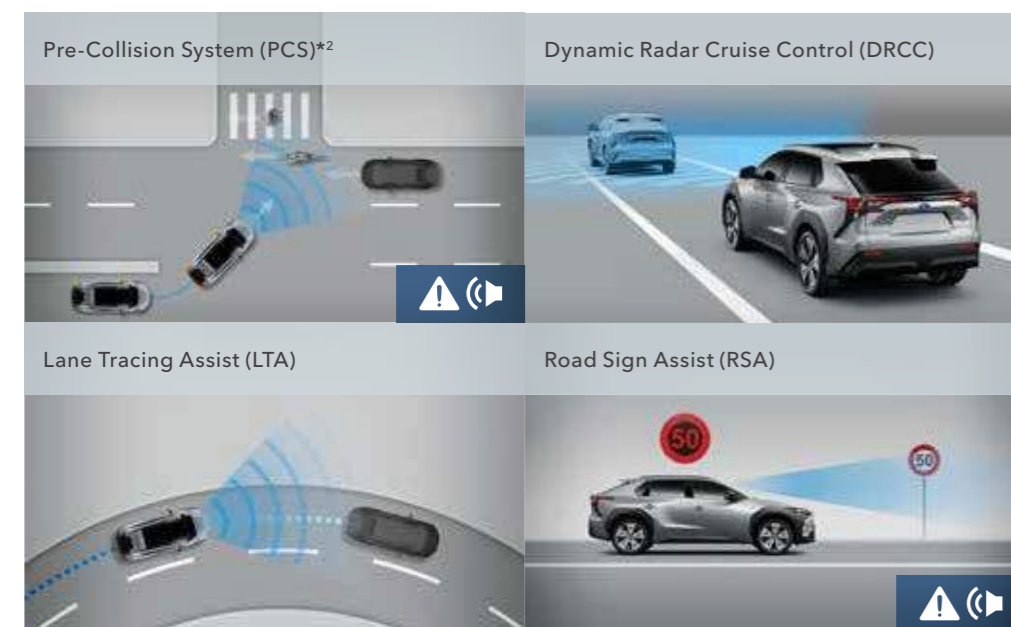 Pre-Collision System (PCS)*2
Dynamic Radar Cruise Control (DRCC)
Lane Tracing Assist (LTA)
Road Sign Assist (RSA)
50
50